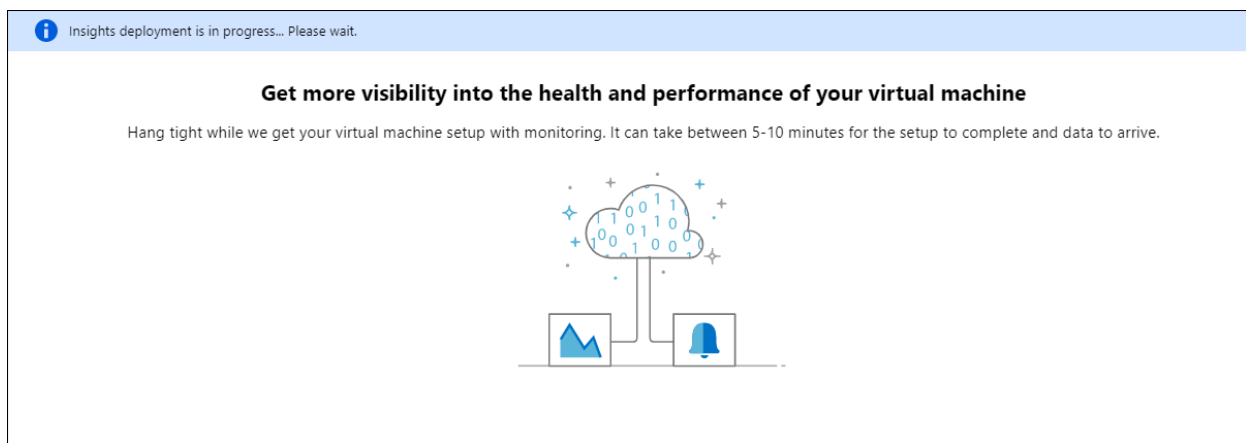 Insights deployment is in progress... Please wait.
Get more visibility into the health and performance of your virtual machine
Hang tight while we get your virtual machine setup with monitoring. It can take between 5-10 minutes for the setup to complete and data to arrive.